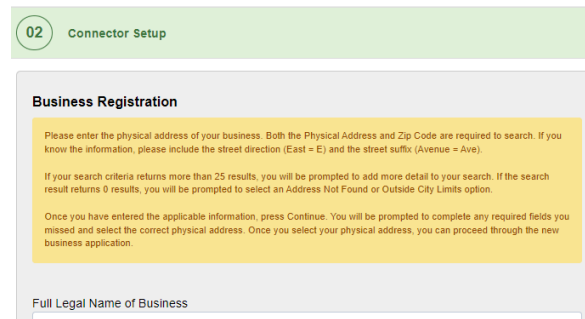 02 Connector Setup
Business Registration
Please enter the physical address of your business. Both the Physical Address and Zip Code are required to search. If you
know the information, please include the street direction (East = E) and the street suffix (Avenue = Ave).
If your search criteria returns more than 25 results, you will be prompted to add more detail to your search. If the search
result returns 0 results, you will be prompted to select an Address Not Found or Outside City Limits option.
Once you have entered the applicable information, press Continue. You will be prompted to complete any required fields you
missed and select the correct physical address. Once you select your physical address, you can proceed through the new
business application.
Full Legal Name of Business